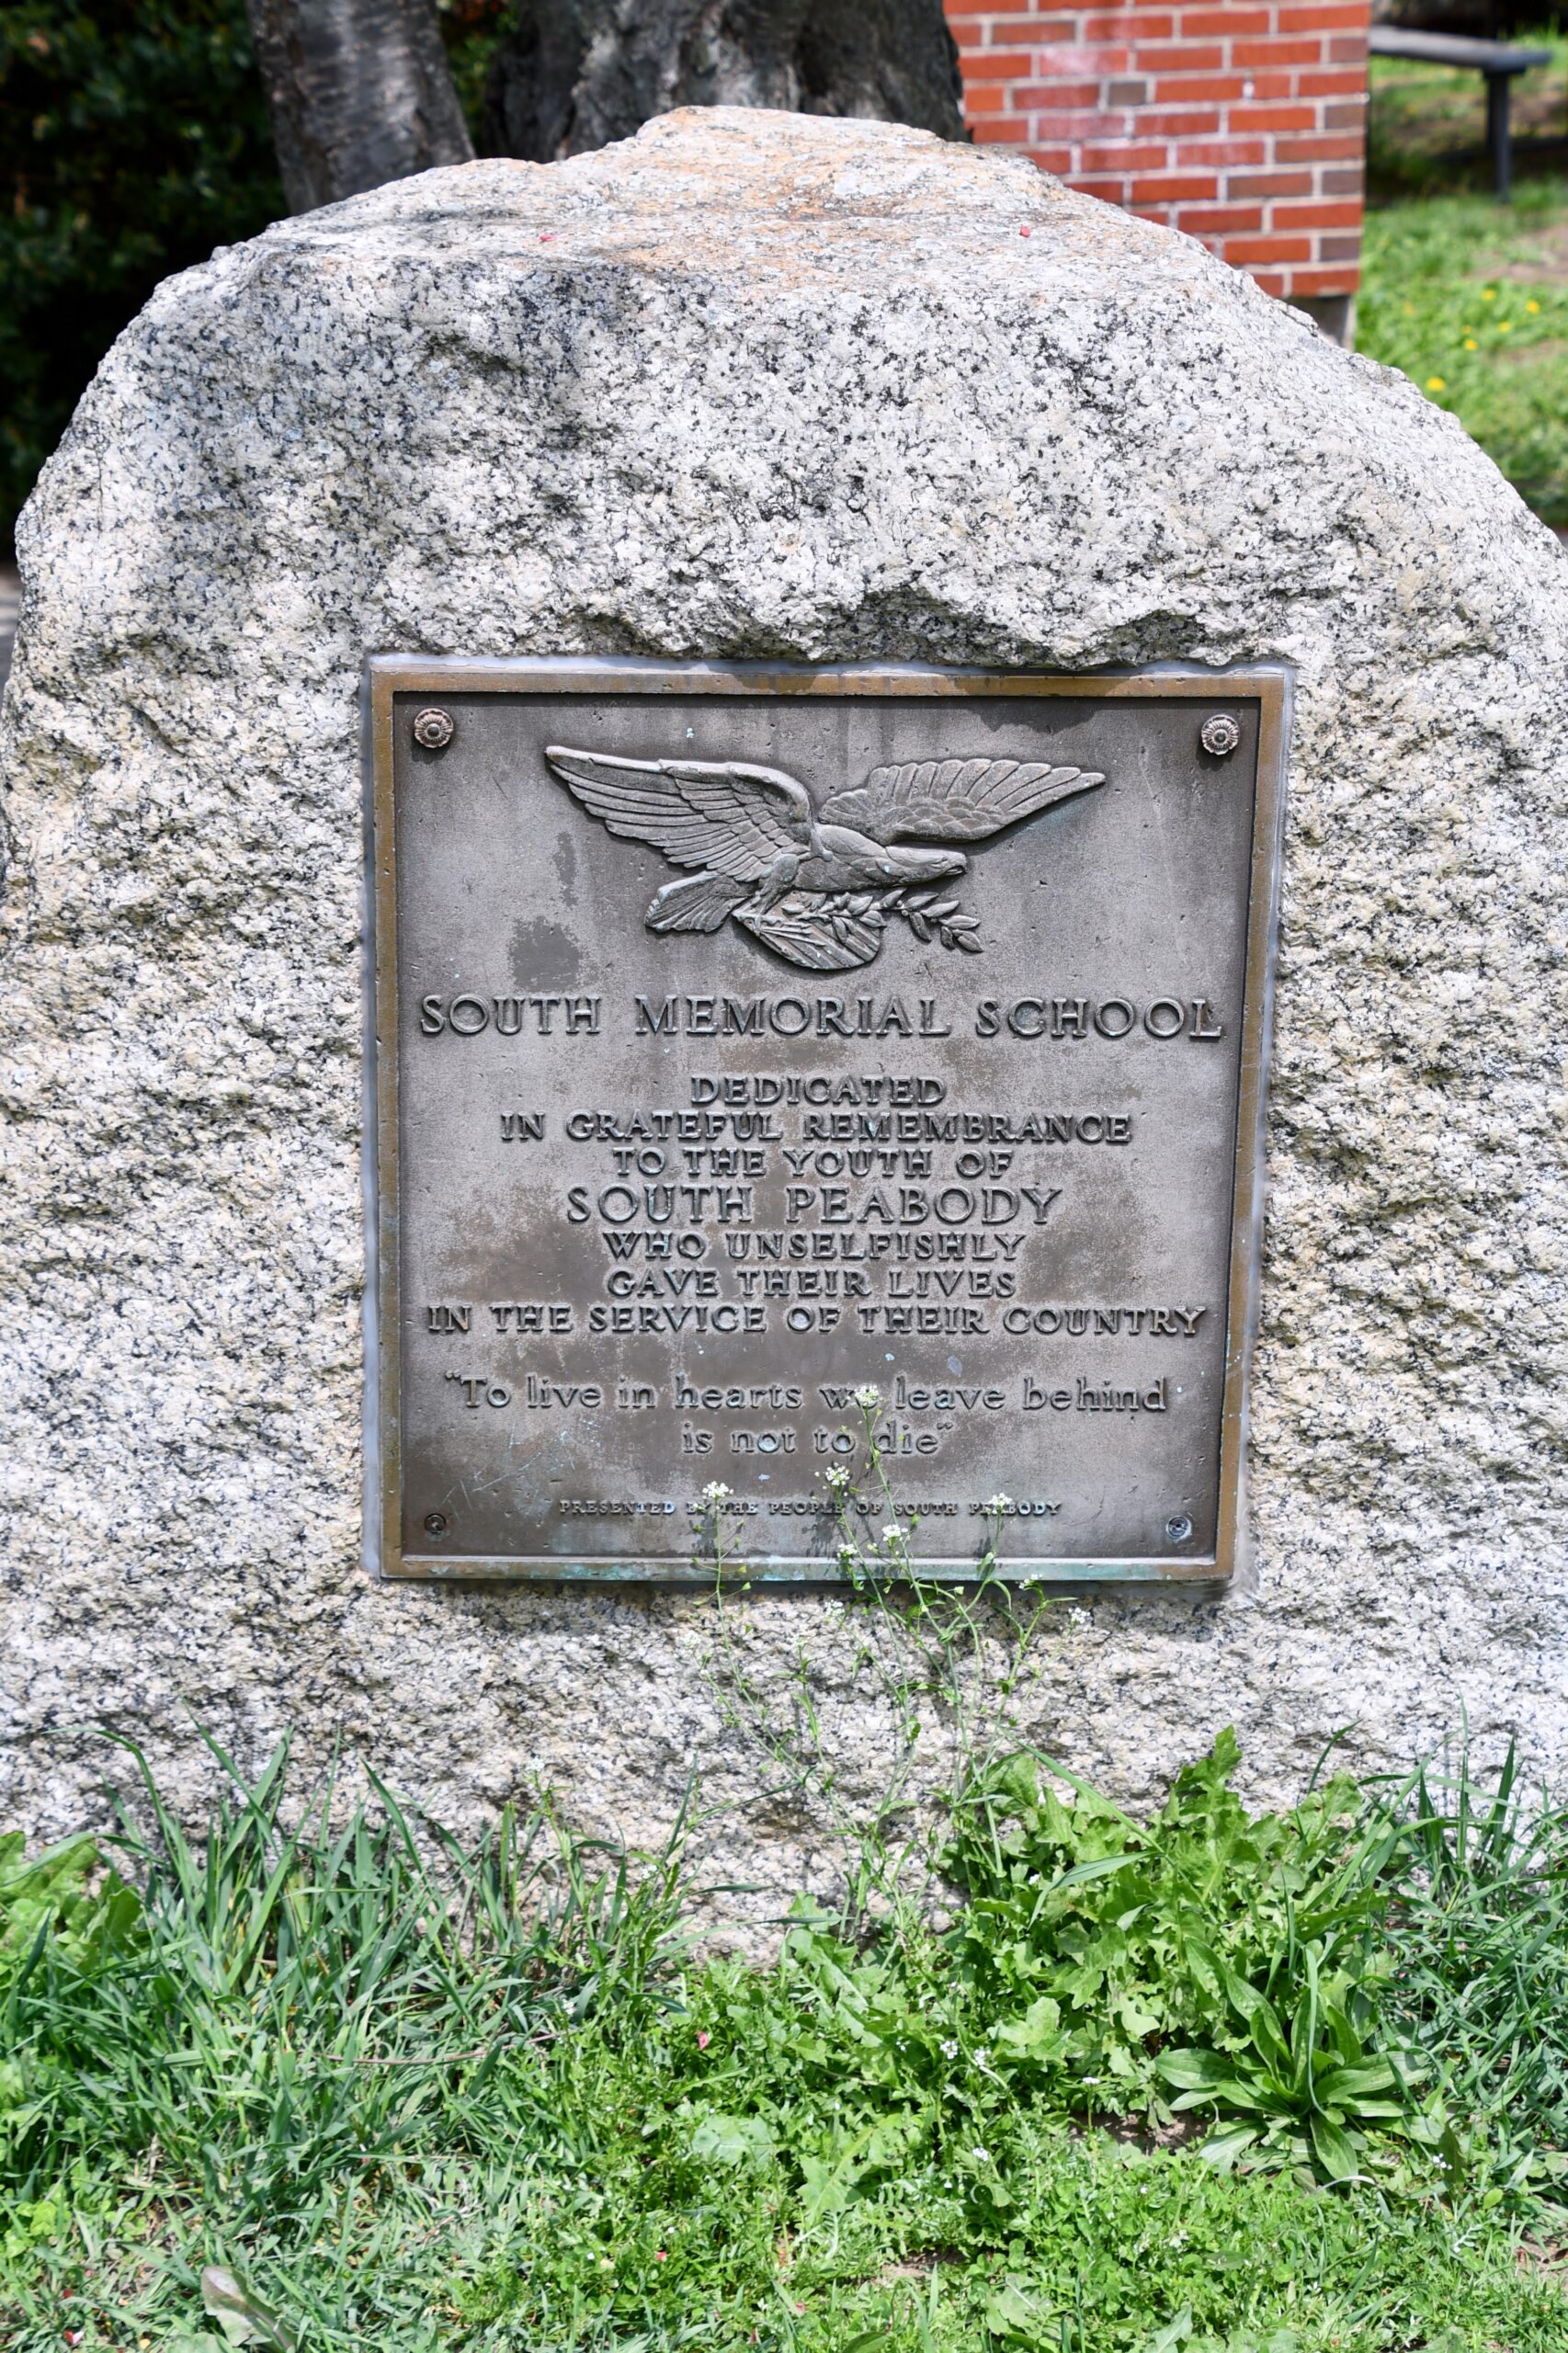 SOUTH MEMORIAL SCHOOL
DEDICATED
IN GRATEFUL REMEMBRANCE
TO THE YOUTH OF
SOUTH PEABODY
WHO UNSELFISHLY
GAVE THEIR LIVES
IN THE SERVICE OF THEIR COUNTRY
"To live in hearts we leave behind
is not to die"
PRESENTED BY THE PEOPLE OF SOUTH PEABODY